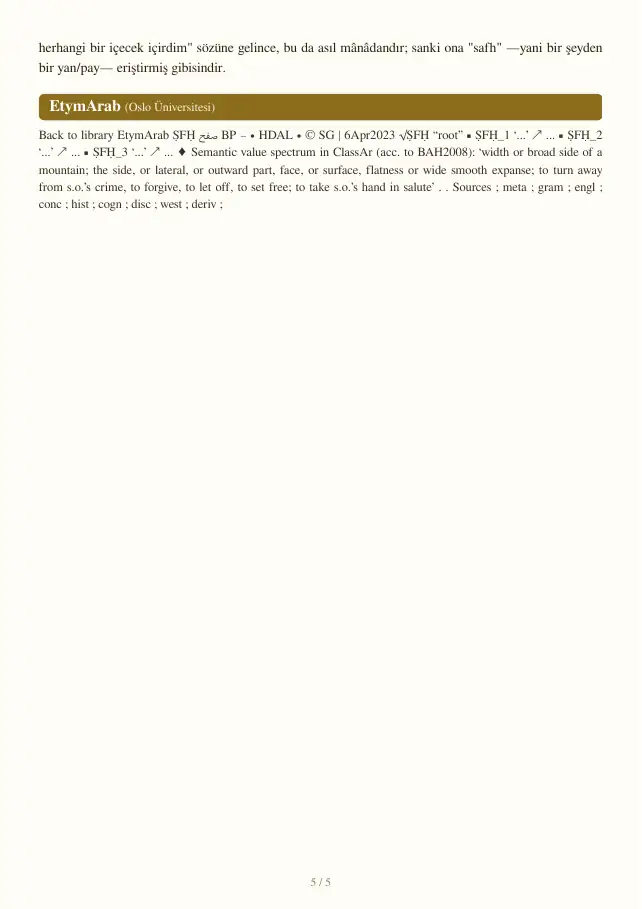 herhangi bir içecek içirdim" sözüne gelince, bu da asıl mânâdandır; sanki ona "safh" —yani bir şeyden
bir yan/pay— eriştirmiş gibisindir.
EtymArab (Oslo Üniversitesi)
Back to library EtymArab ṢFḤ صفح BP – • HDAL • © SG | 6Apr2023 √ṢFḤ “root” ▪ ṢFḤ_1 ‘...’ ↗ ... ▪ ṢFḤ_2
‘...’ ↗ ... ▪ ṢFḤ_3 ‘...’ ↗ ... ♦ Semantic value spectrum in ClassAr (acc. to BAH2008): ‘width or broad side of a
mountain; the side, or lateral, or outward part, face, or surface, flatness or wide smooth expanse; to turn away
from s.o.’s crime, to forgive, to let off, to set free; to take s.o.’s hand in salute’ . . Sources ; meta ; gram ; engl ;
conc ; hist ; cogn ; disc ; west ; deriv ;
5 / 5